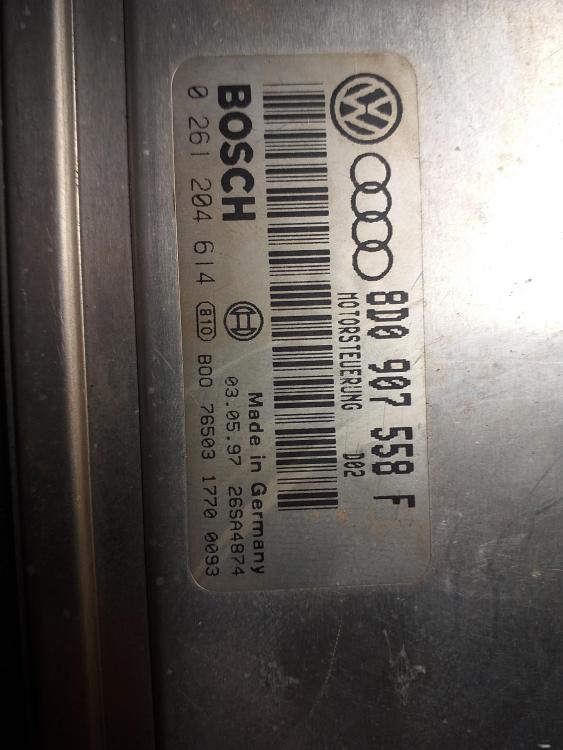 8D0 907 558 F
MOTORSTEUERUNG D02
Made in Germany
BOSCH 03.05.97 26SA4874
0 261 204 614 810 B00 76503 1770 0093